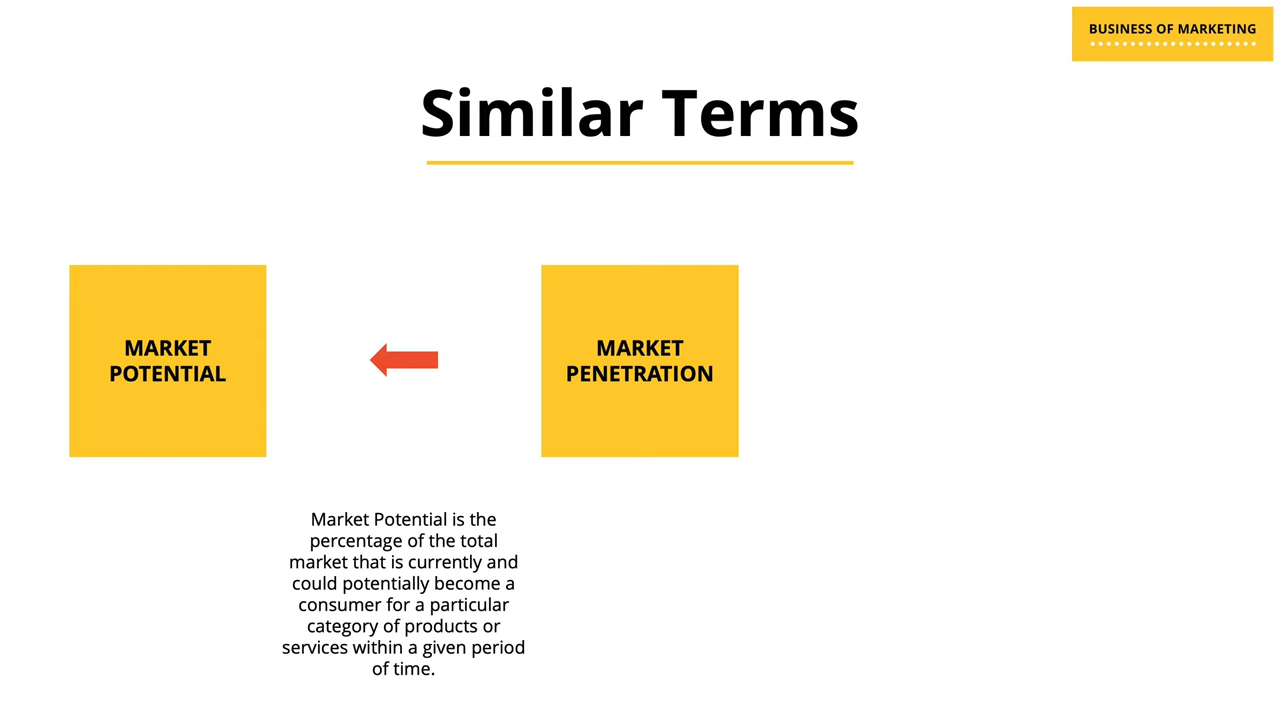 BUSINESS OF MARKETING
Similar Terms
MARKET
POTENTIAL
MARKET
PENETRATION
Market Potential is the
percentage of the total
market that is currently and
could potentially become a
consumer for a particular
category of products or
services within a given period
of time.